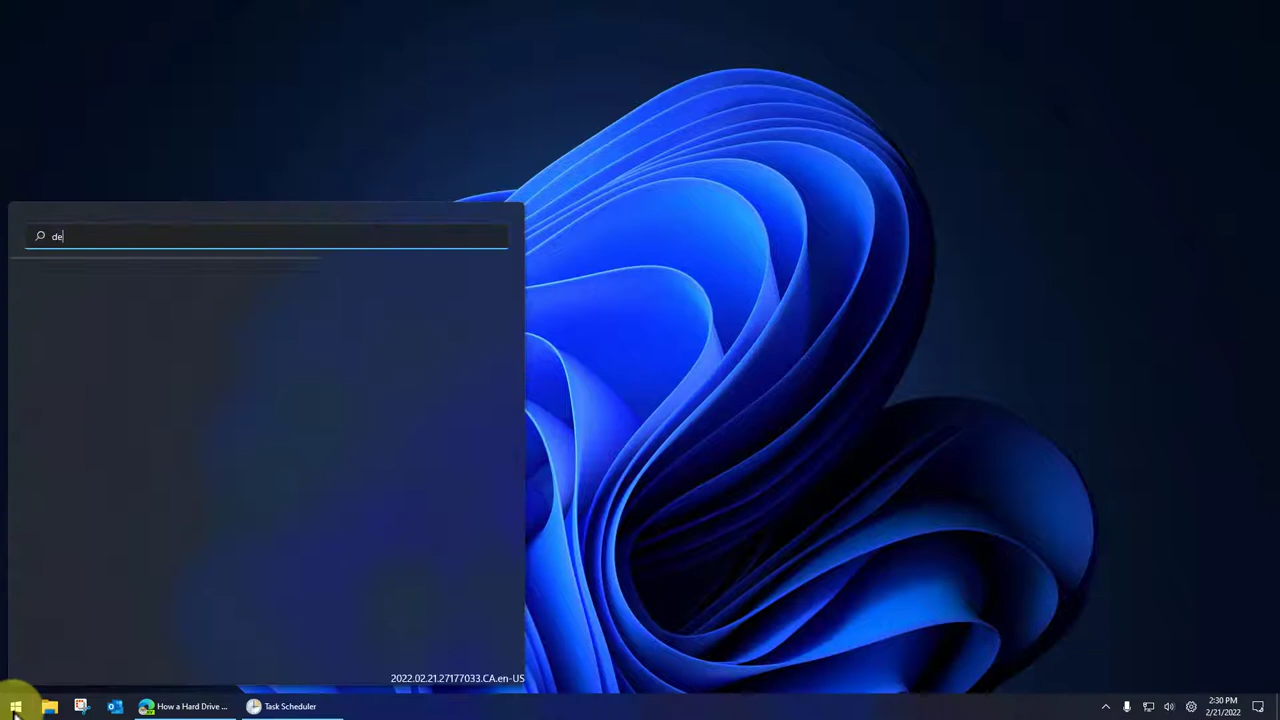 de
2022.02.21.27177033.CA.en-US
How a Hard Drive ...
Task Scheduler
2:30 PM
2/21/2022